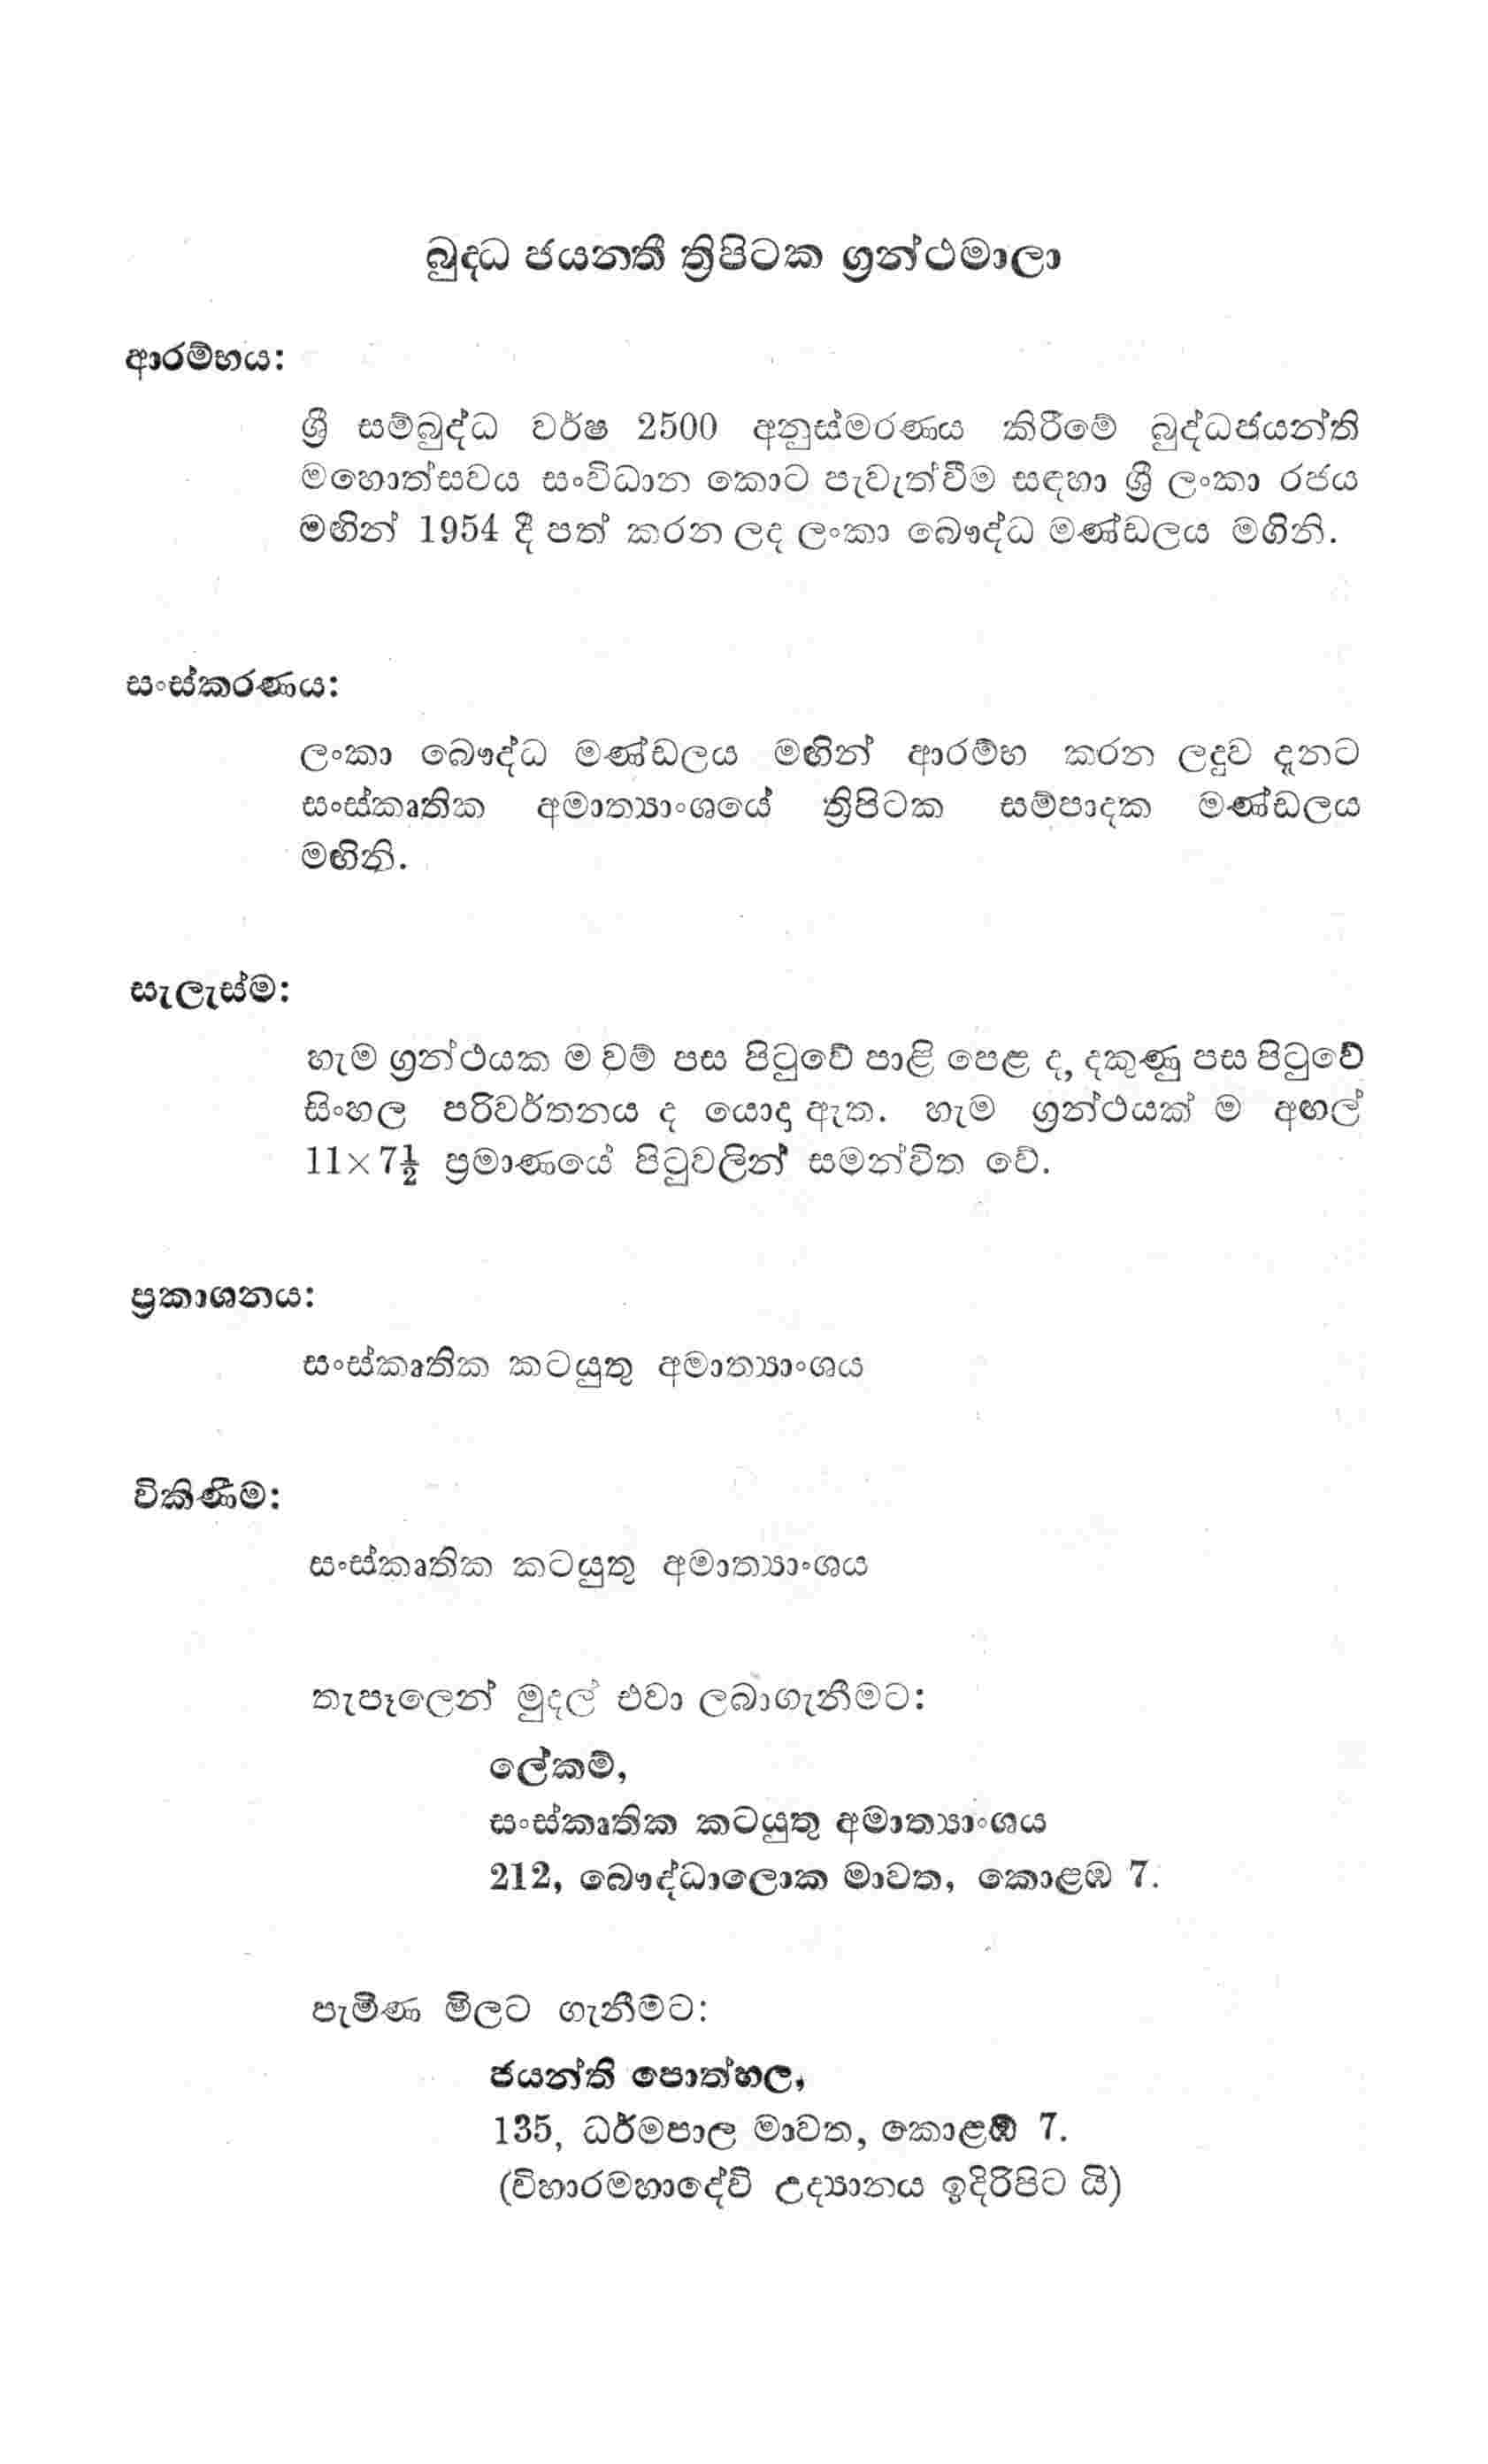 බුද්ධ ජයන්තී ත්‍රිපිටක ග්‍රන්ථමාලා
ආරම්භය:
ශ්‍රී සම්බුද්ධ වර්ෂ 2500 අනුස්මරණය කිරීමේ බුද්ධජයන්ති
මහොත්සවය සංවිධාන කොට පැවැත්වීම සඳහා ශ්‍රී ලංකා රජය
මඟින් 1954 දී පත් කරන ලද ලංකා බෞද්ධ මණ්ඩලය මගිනි.
සංස්කරණය:
ලංකා බෞද්ධ මණ්ඩලය මඟින් ආරම්භ කරන ලදුව දැනට
සංස්කෘතික අමාත්‍යාංශයේ ත්‍රිපිටක සම්පාදක මණ්ඩලය
මඟිනි.
සැලැස්ම:
හැම ග්‍රන්ථයක ම වම් පස පිටුවේ පාළි පෙළ ද, දකුණු පස පිටුවේ
සිංහල පරිවර්තනය ද යොදා ඇත. හැම ග්‍රන්ථයක් ම අඟල්
11×7½ ප්‍රමාණයේ පිටුවලින් සමන්විත වේ.
ප්‍රකාශනය:
සංස්කෘතික කටයුතු අමාත්‍යාංශය
විකිණීම:
සංස්කෘතික කටයුතු අමාත්‍යාංශය
තැපෑලෙන් මුදල් එවා ලබාගැනීමට:
ලේකම්,
සංස්කෘතික කටයුතු අමාත්‍යාංශය
212, බෞද්ධාලොක මාවත, කොළඹ 7.
පැමිණ මිලට ගැනීමට:
ජයන්ති පොත්හල,
135, ධර්මපාල මාවත, කොළඹ 7.
(විහාරමහාදේවි උද්‍යානය ඉදිරිපිට යි)